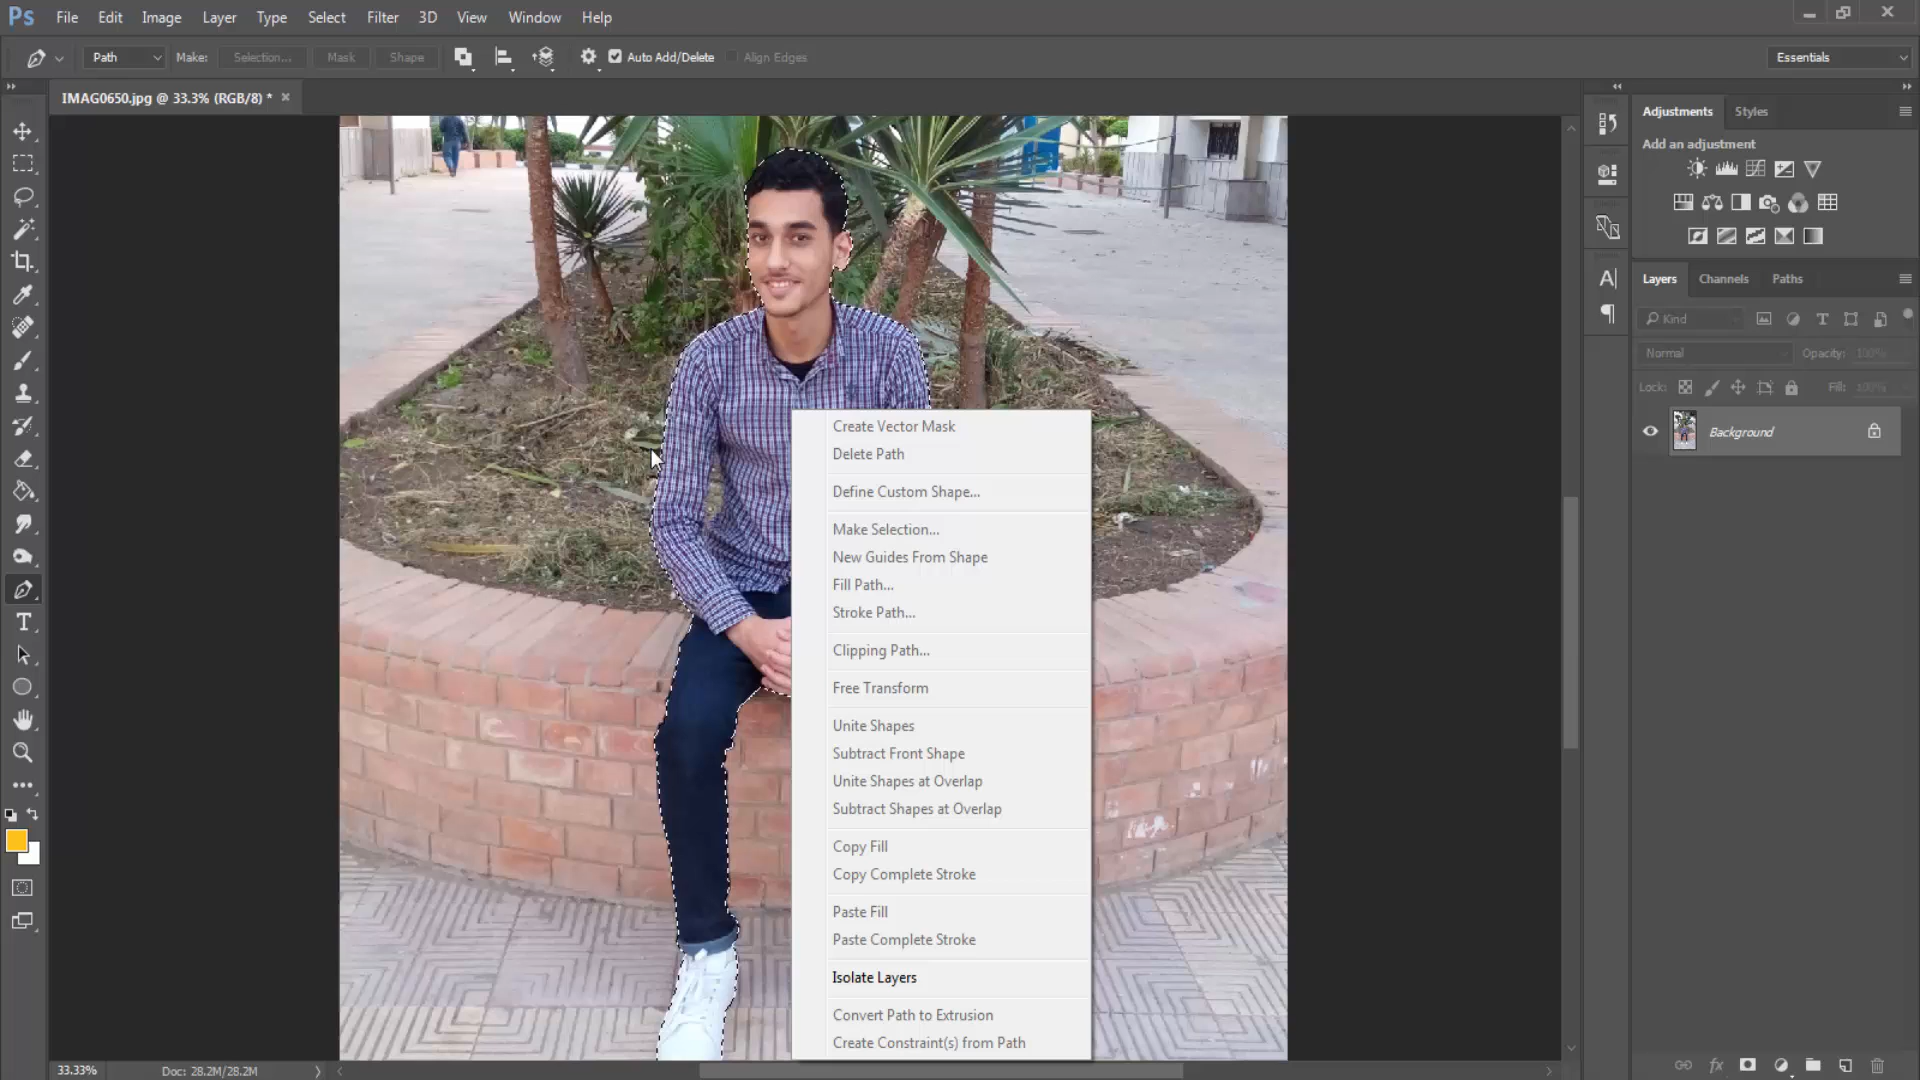 Ps File Edit Image Layer Type Select Filter 3D View Window Help
Path Make: Selection... Mask Shape Auto Add/Delete Align Edges Essentials
IMAG0650.jpg @ 33.3% (RGB/8) *
Adjustments Styles
Add an adjustment
Layers Channels Paths
Kind
Normal Opacity: 100%
Lock: Fill: 100%
Background
Create Vector Mask
Delete Path
Define Custom Shape...
Make Selection...
New Guides From Shape
Fill Path...
Stroke Path...
Clipping Path...
Free Transform
Unite Shapes
Subtract Front Shape
Unite Shapes at Overlap
Subtract Shapes at Overlap
Copy Fill
Copy Complete Stroke
Paste Fill
Paste Complete Stroke
Isolate Layers
Convert Path to Extrusion
Create Constraint(s) from Path
33.33% Doc: 28.2M/28.2M